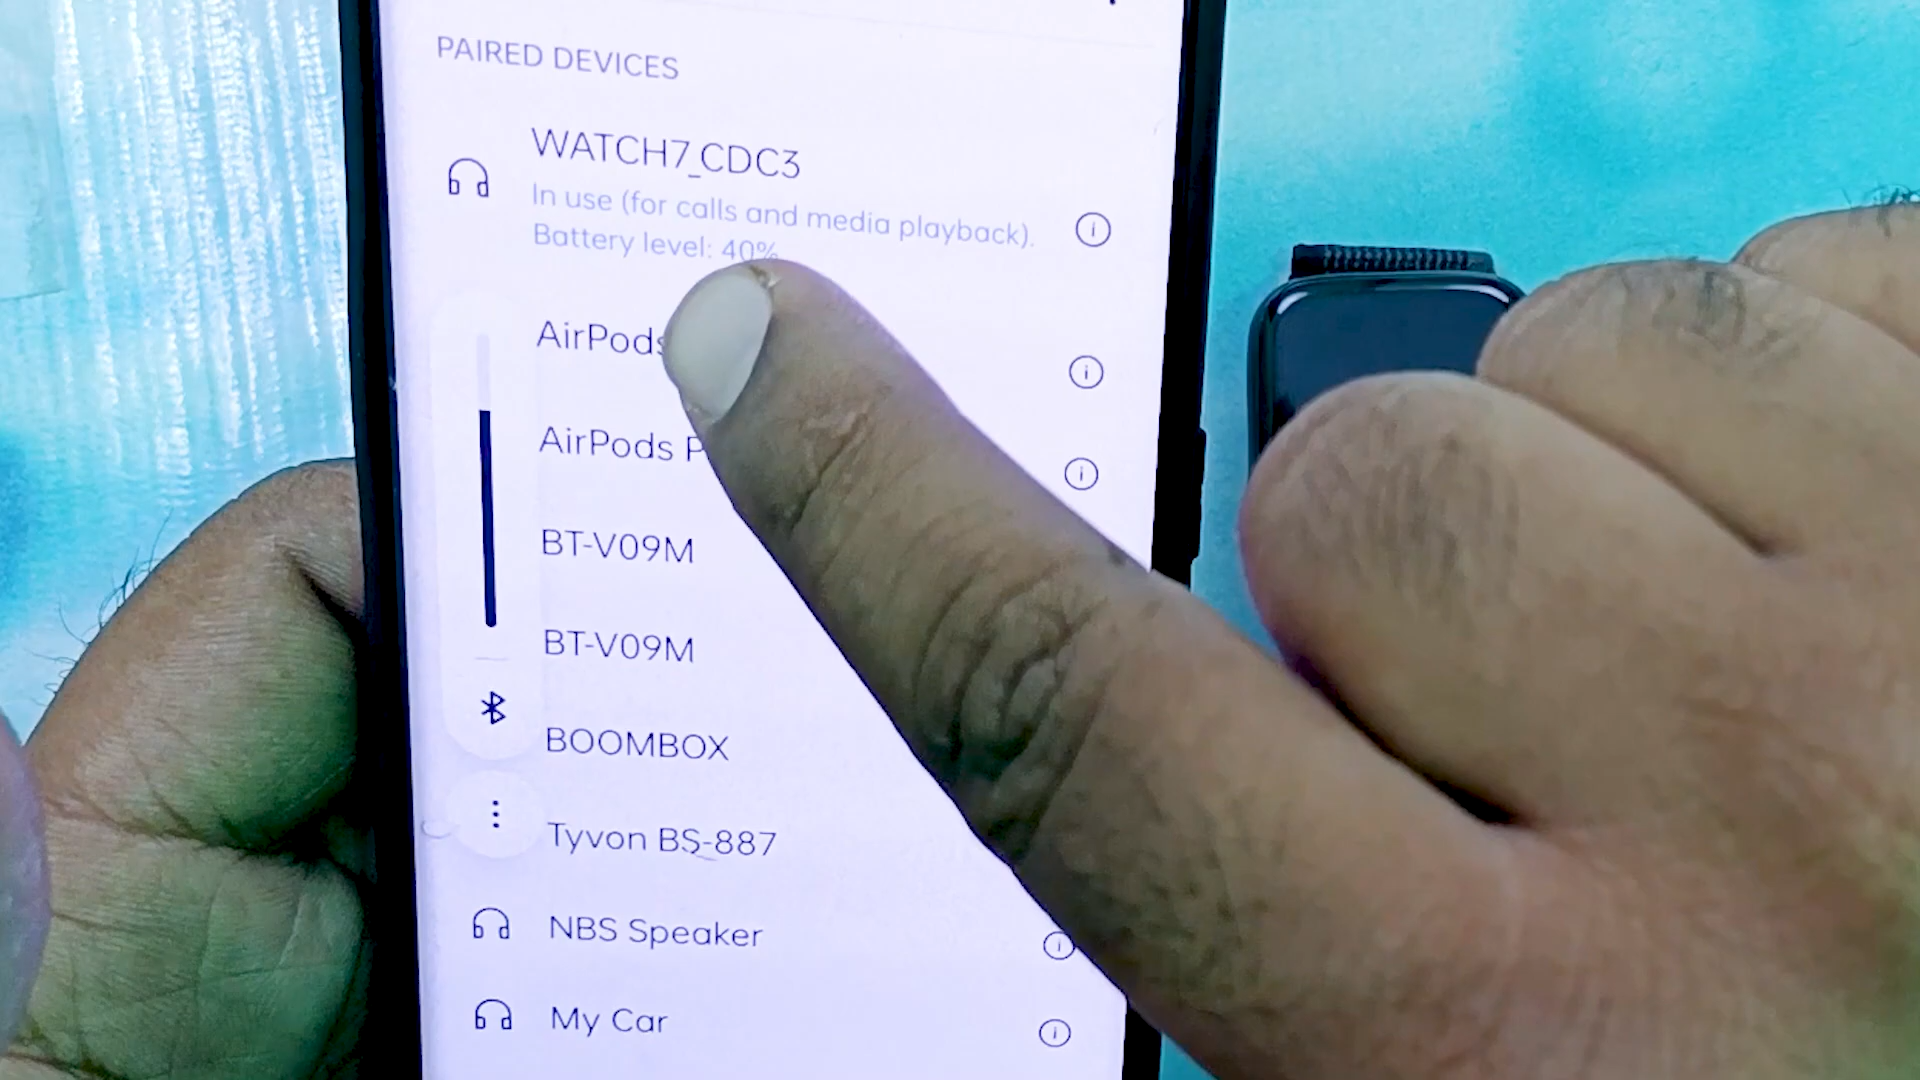 PAIRED DEVICES
WATCH7_CDC3
In use (for calls and media playback).
Battery level: 40%
AirPods
AirPods
BT-V09M
BT-V09M
BOOMBOX
Tyvon BS-887
NBS Speaker
My Car